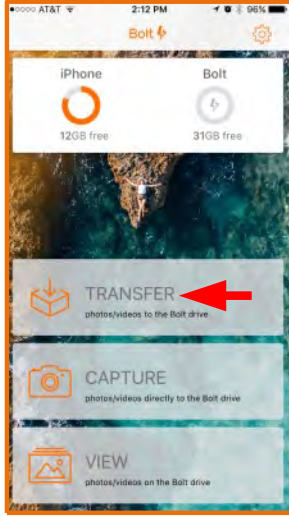 AT&T 2:12 PM 96%
Bolt
iPhone Bolt
12GB free 31GB free
TRANSFER
photos/videos to the Bolt drive
CAPTURE
photos/videos directly to the Bolt drive
VIEW
photos/videos on the Bolt drive